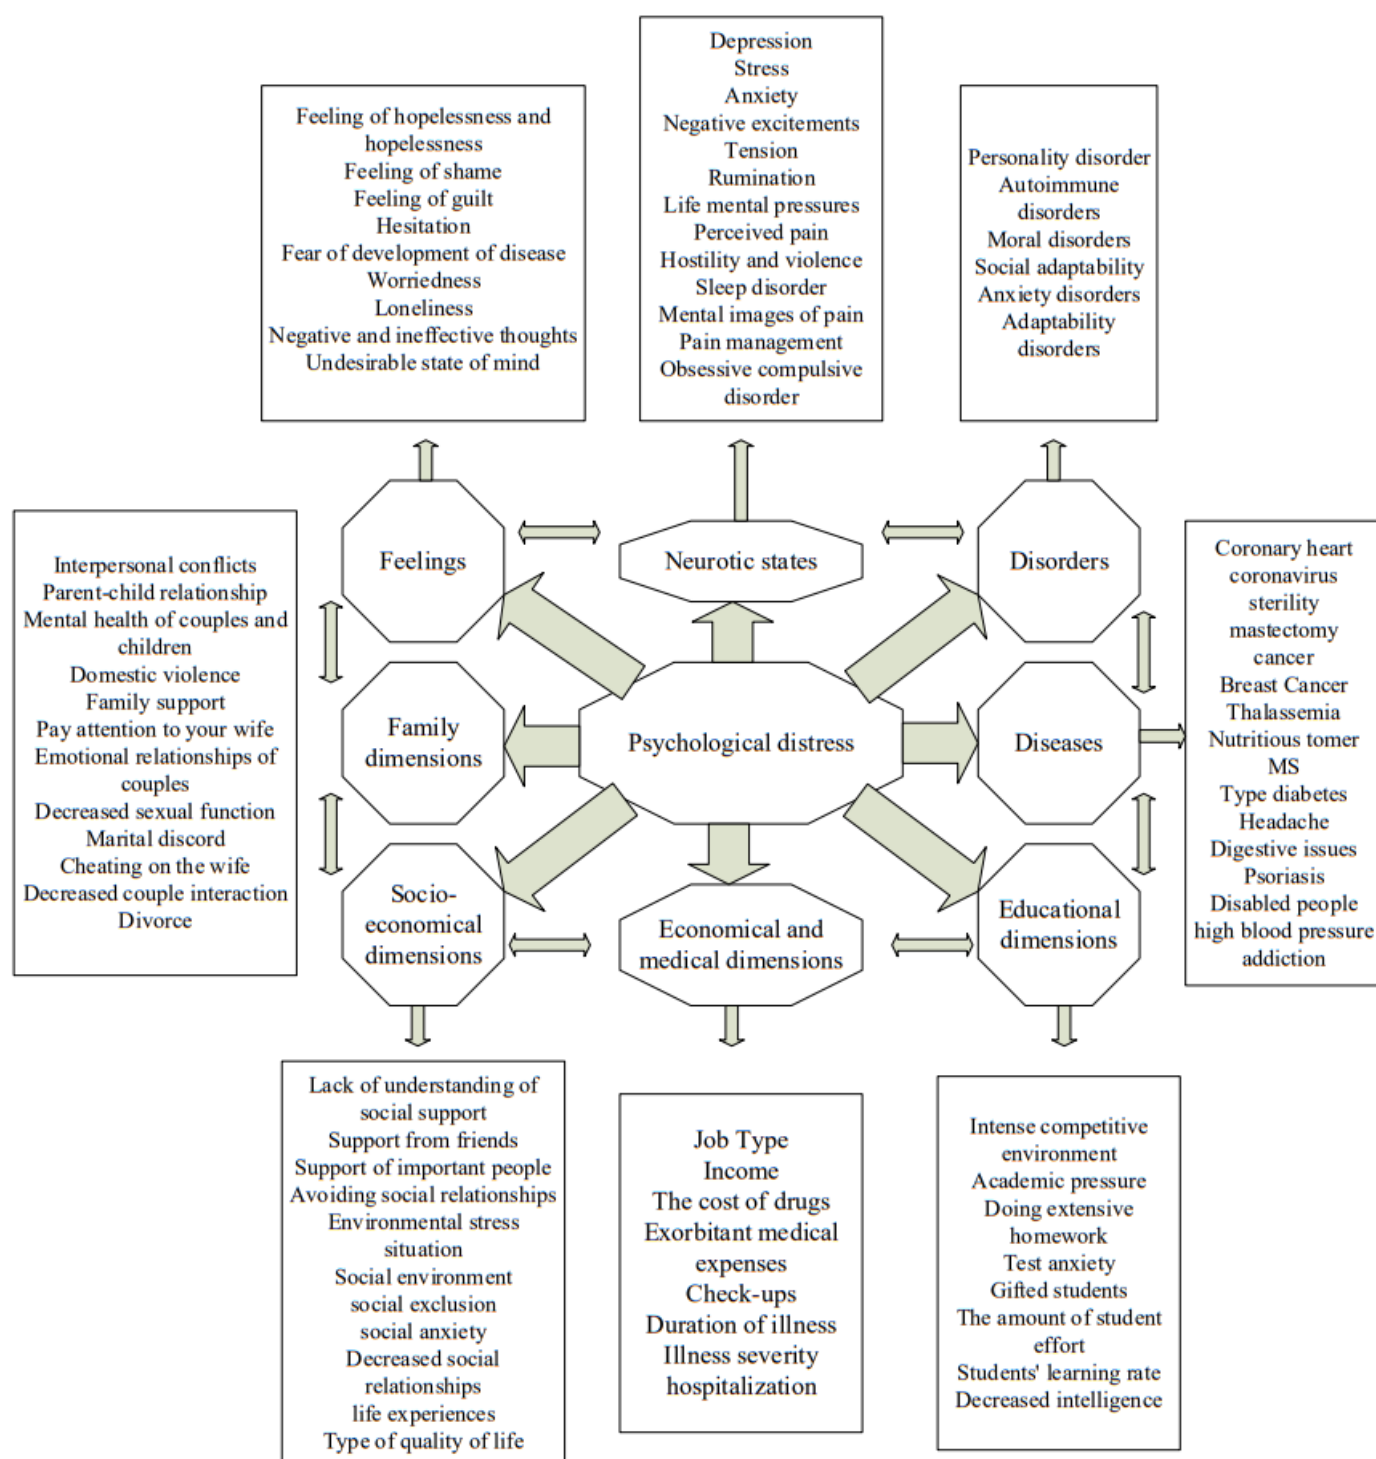 Depression
Stress
Anxiety
Negative excitements
Tension
Rumination
Life mental pressures
Perceived pain
Hostility and violence
Sleep disorder
Mental images of pain
Pain management
Obsessive compulsive
disorder
Feeling of hopelessness and
hopelessness
Feeling of shame
Feeling of guilt
Hesitation
Fear of development of disease
Worriedness
Loneliness
Negative and ineffective thoughts
Undesirable state of mind
Personality disorder
Autoimmune
disorders
Moral disorders
Social adaptability
Anxiety disorders
Adaptability
disorders
Feelings
Neurotic states
Disorders
Interpersonal conflicts
Parent-child relationship
Mental health of couples and
children
Domestic violence
Family support
Pay attention to your wife
Emotional relationships of
couples
Decreased sexual function
Marital discord
Cheating on the wife
Decreased couple interaction
Divorce
Family
dimensions
Psychological distress
Diseases
Coronary heart
coronavirus
sterility
mastectomy
cancer
Breast Cancer
Thalassemia
Nutritious tomer
MS
Type diabetes
Headache
Digestive issues
Psoriasis
Disabled people
high blood pressure
addiction
Socio-
economical
dimensions
Economical and
medical dimensions
Educational
dimensions
Lack of understanding of
social support
Support from friends
Support of important people
Avoiding social relationships
Environmental stress
situation
Social environment
social exclusion
social anxiety
Decreased social
relationships
life experiences
Type of quality of life
Job Type
Income
The cost of drugs
Exorbitant medical
expenses
Check-ups
Duration of illness
Illness severity
hospitalization
Intense competitive
environment
Academic pressure
Doing extensive
homework
Test anxiety
Gifted students
The amount of student
effort
Students' learning rate
Decreased intelligence